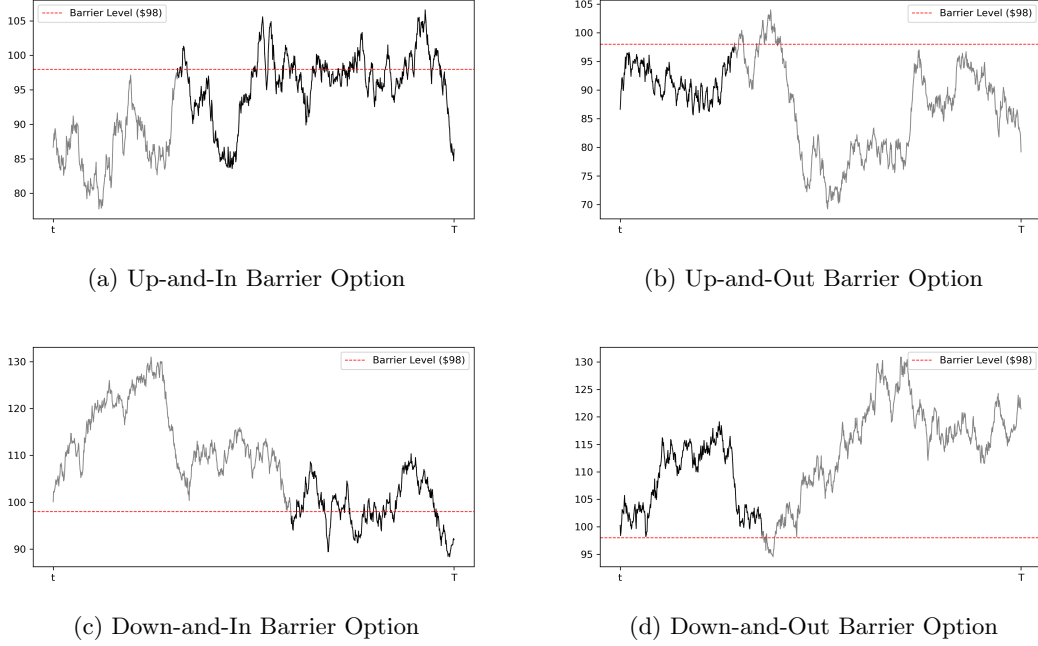 105
100
95
90
85
80
Barrier Level ($98)
t
T
(a) Up-and-In Barrier Option
105
100
95
90
85
80
75
70
Barrier Level ($98)
t
T
(b) Up-and-Out Barrier Option
130
120
110
100
90
Barrier Level ($98)
t
T
(c) Down-and-In Barrier Option
130
125
120
115
110
105
100
95
Barrier Level ($98)
t
T
(d) Down-and-Out Barrier Option